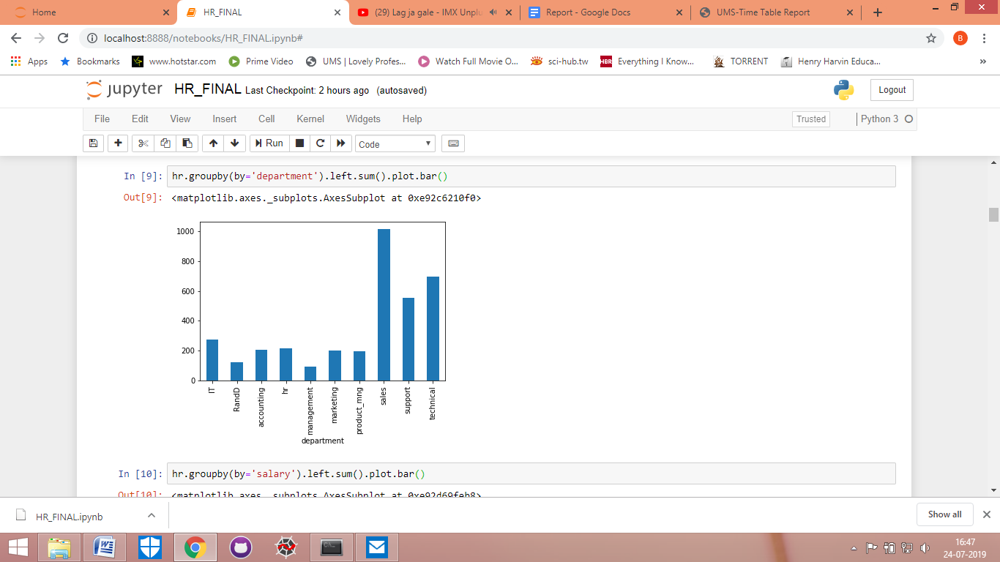 Home
HR_FINAL
(29) Lag ja gale - IMX Unplu
Report - Google Docs
UMS-Time Table Report
localhost:8888/notebooks/HR_FINAL.ipynb#
B
Apps
Bookmarks
www.hotstar.com
Prime Video
UMS | Lovely Profes...
Watch Full Movie O...
sci-hub.tw
HBR
Everything I Know...
TORRENT
Henry Harvin Educa...
»
jupyter HR_FINAL Last Checkpoint: 2 hours ago (autosaved)
Logout
File Edit View Insert Cell Kernel Widgets Help
Trusted
Python 3
Run
Code
In [9]: hr.groupby(by='department').left.sum().plot.bar()
Out[9]: <matplotlib.axes._subplots.AxesSubplot at 0xe92c6210f0>
1000
800
600
400
200
0
IT
RandD
accounting
hr
management
marketing
product_mng
sales
support
technical
department
In [10]: hr.groupby(by='salary').left.sum().plot.bar()
Out[10]: <matplotlib.axes._subplots.AxesSubplot at 0xe92d69feb8>
HR_FINAL.ipynb
Show all
16:47
24-07-2019